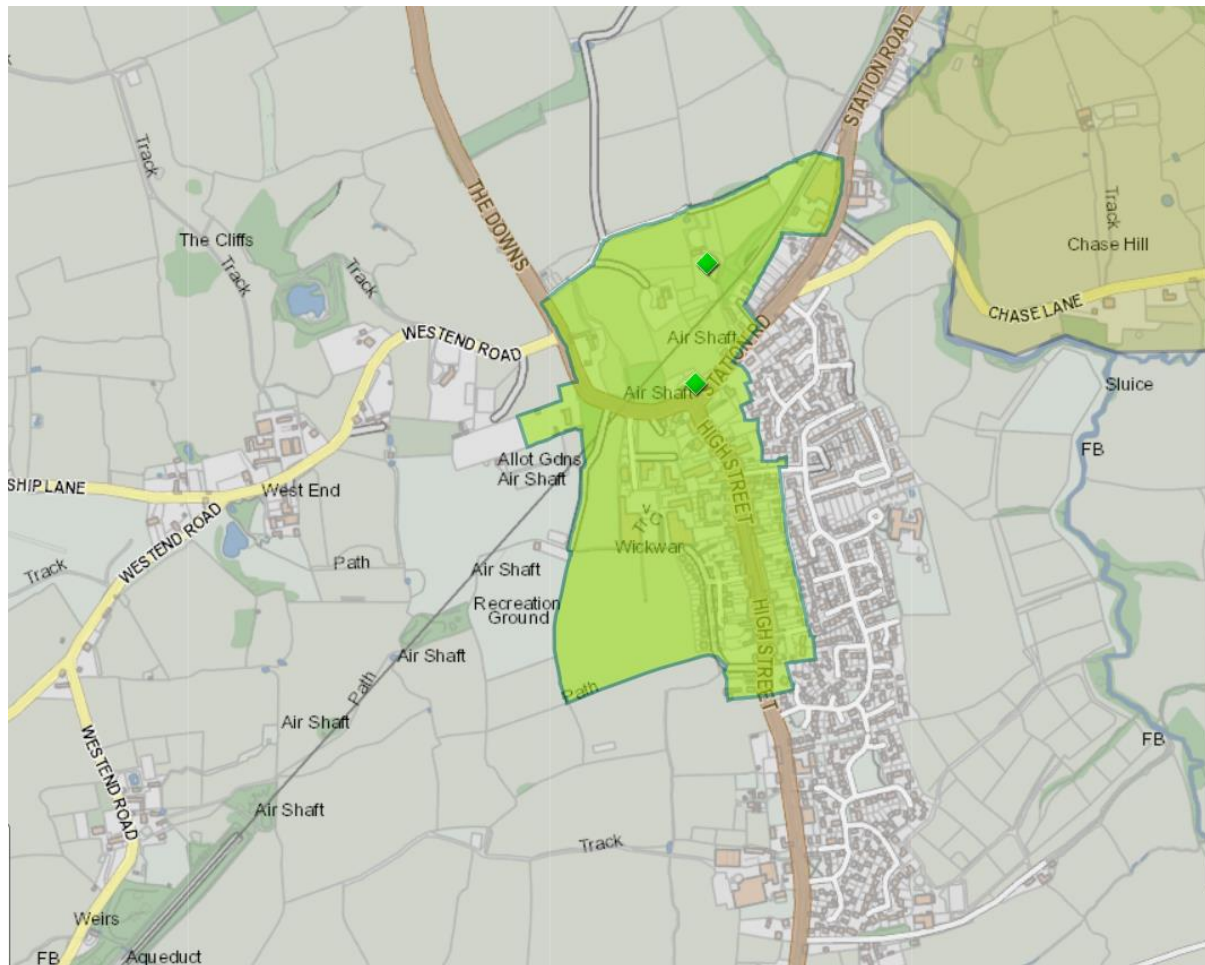 STATION ROAD
Track
THE DOWNS
The Cliffs
Track
Track
Track
Chase Hill
WESTEND ROAD
CHASE LANE
Air Shaft
STATION RD
Air Shaft
Sluice
HIGH STREET
FB
Allot Gdns
Air Shaft
SHIP LANE
West End
WESTEND ROAD
Wickwar
Path
Track
Air Shaft
Recreation
Ground
HIGH STREET
Air Shaft
Path
Path
Air Shaft
FB
WESTEND ROAD
Air Shaft
Track
Weirs
FB
Aqueduct